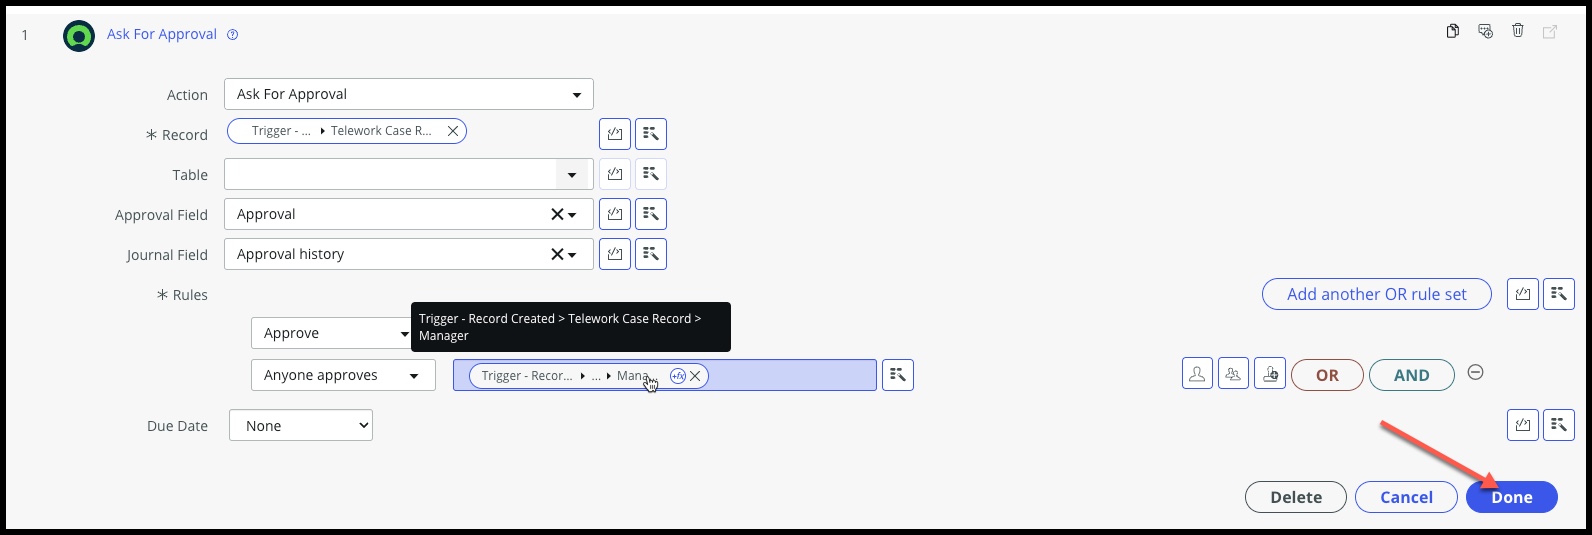 1 Ask For Approval
Action Ask For Approval
* Record Trigger - ... Telework Case R...
Table
Approval Field Approval
Journal Field Approval history
* Rules Add another OR rule set
Trigger - Record Created > Telework Case Record >
Manager
Approve
Anyone approves Trigger - Recor... ... Mana... +fx OR AND
Due Date None
Delete Cancel Done